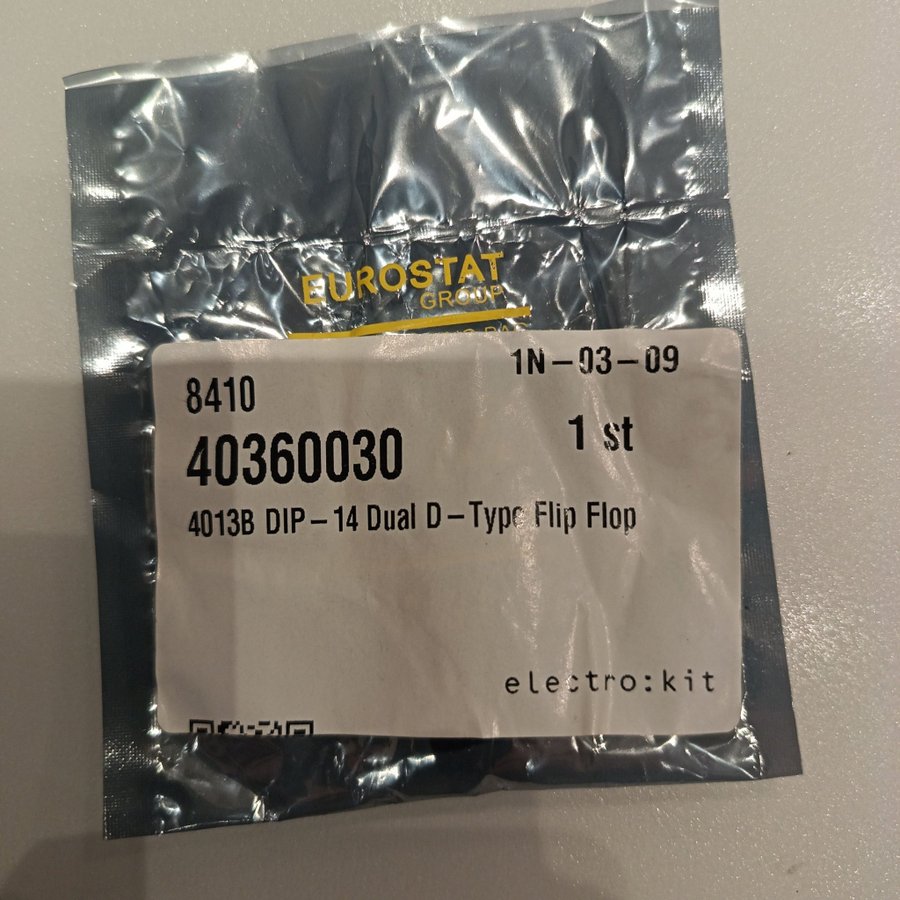 EUROSTAT
GROUP
1N-03-09
8410
1 st
40360030
4013B DIP-14 Dual D-Type Flip Flop
electro:kit